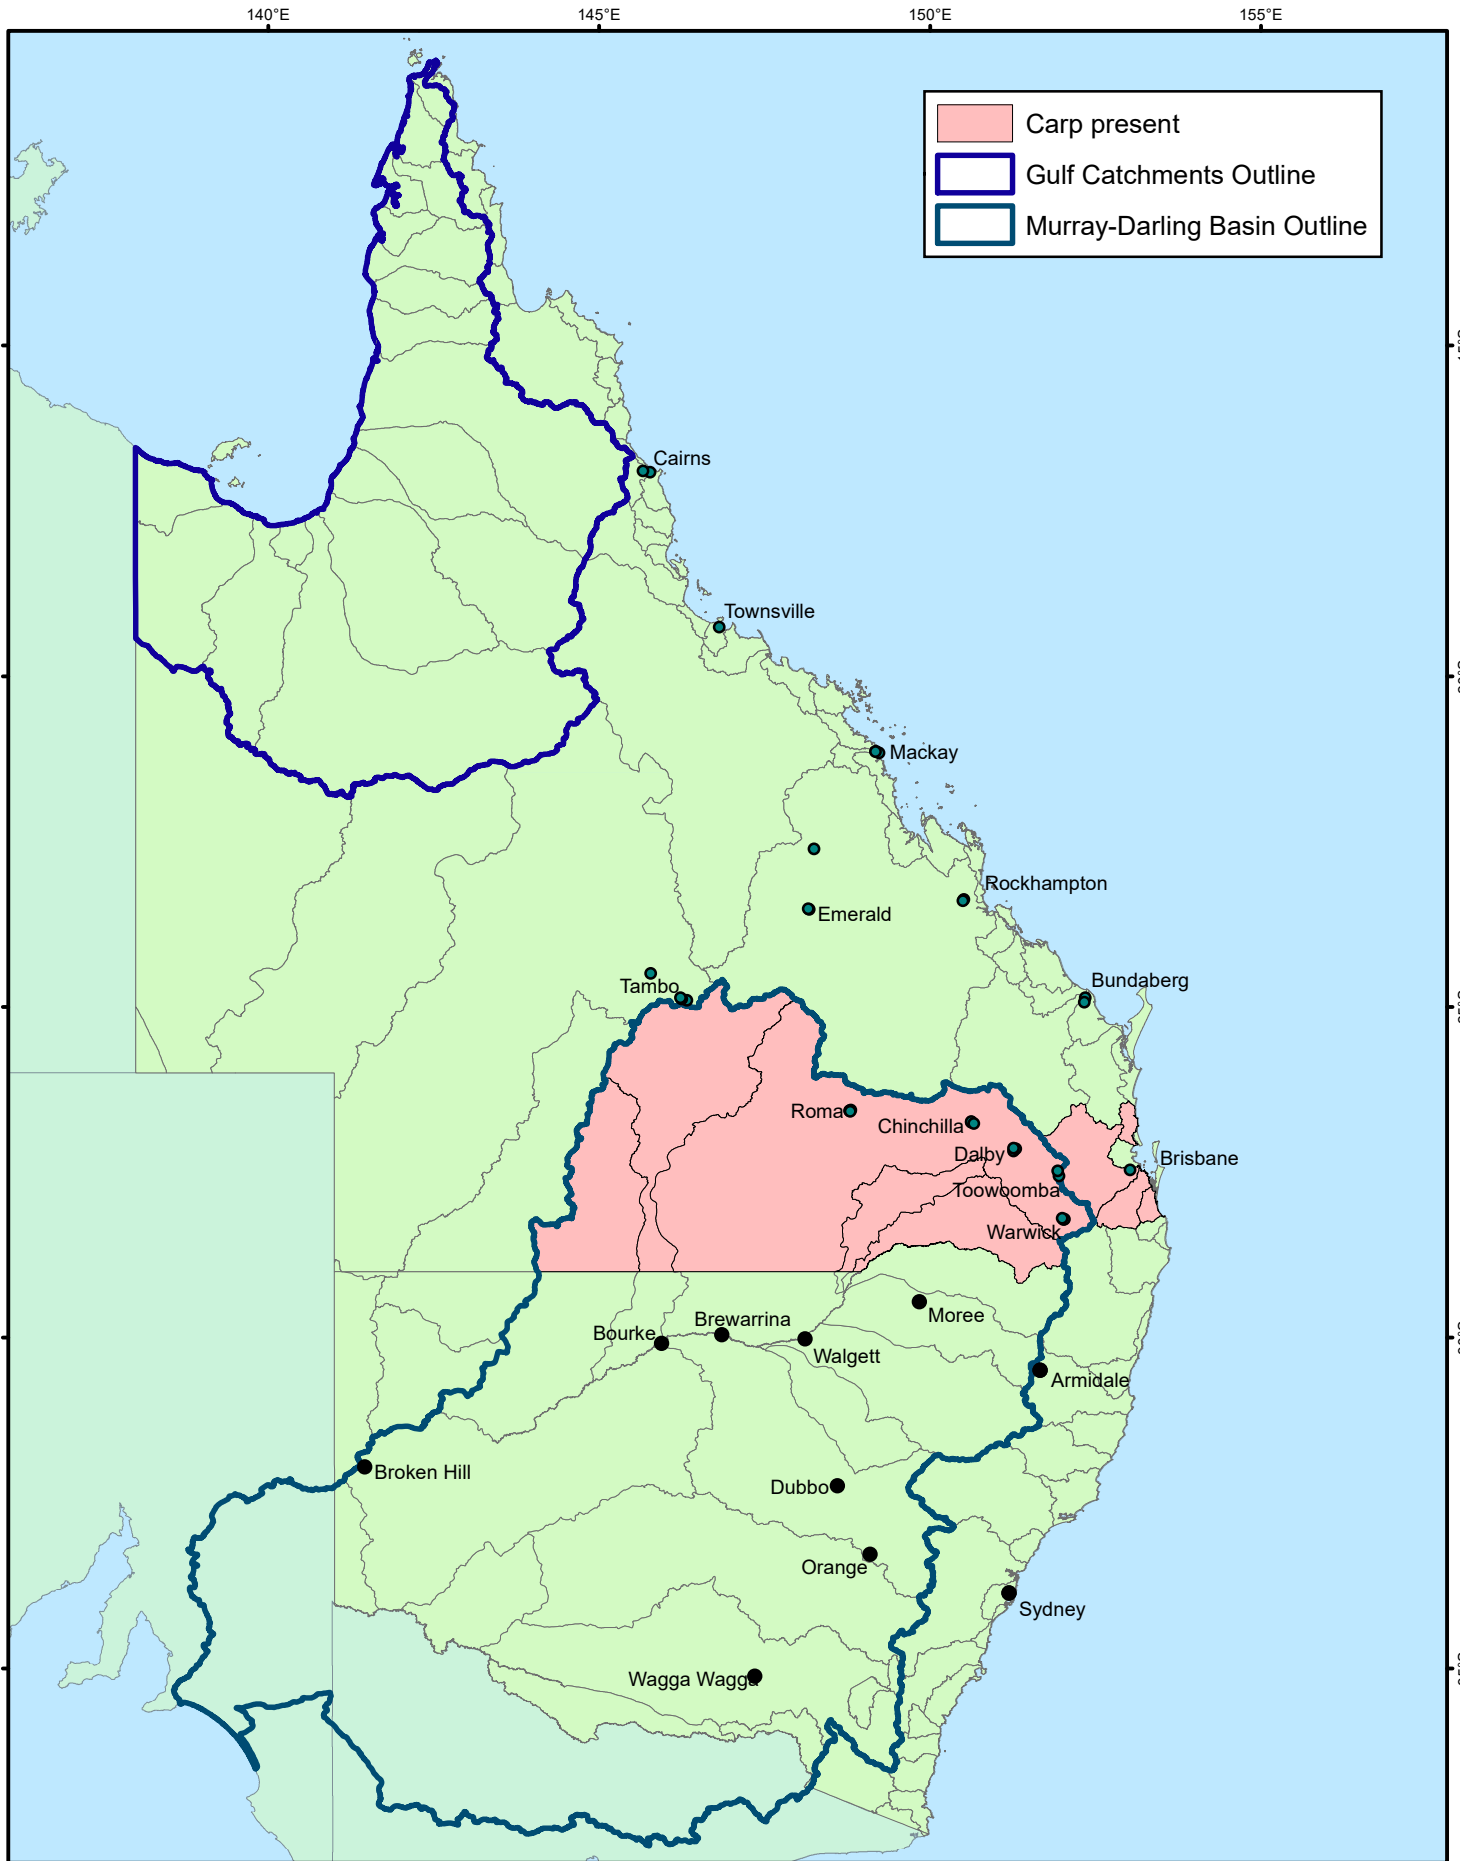 140°E
145°E
150°E
155°E
Carp present
Gulf Catchments Outline
Murray-Darling Basin Outline
Cairns
Townsville
Mackay
Rockhampton
Emerald
Tambo
Bundaberg
Roma
Chinchilla
Dalby
Brisbane
Toowoomba
Warwick
Moree
Brewarrina
Bourke
Walgett
Armidale
Broken Hill
Dubbo
Orange
Sydney
Wagga Wagga